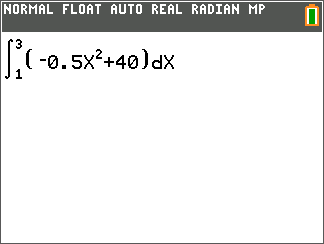 NORMAL FLOAT AUTO REAL RADIAN MP
∫₁³(-0.5X²+40)dX